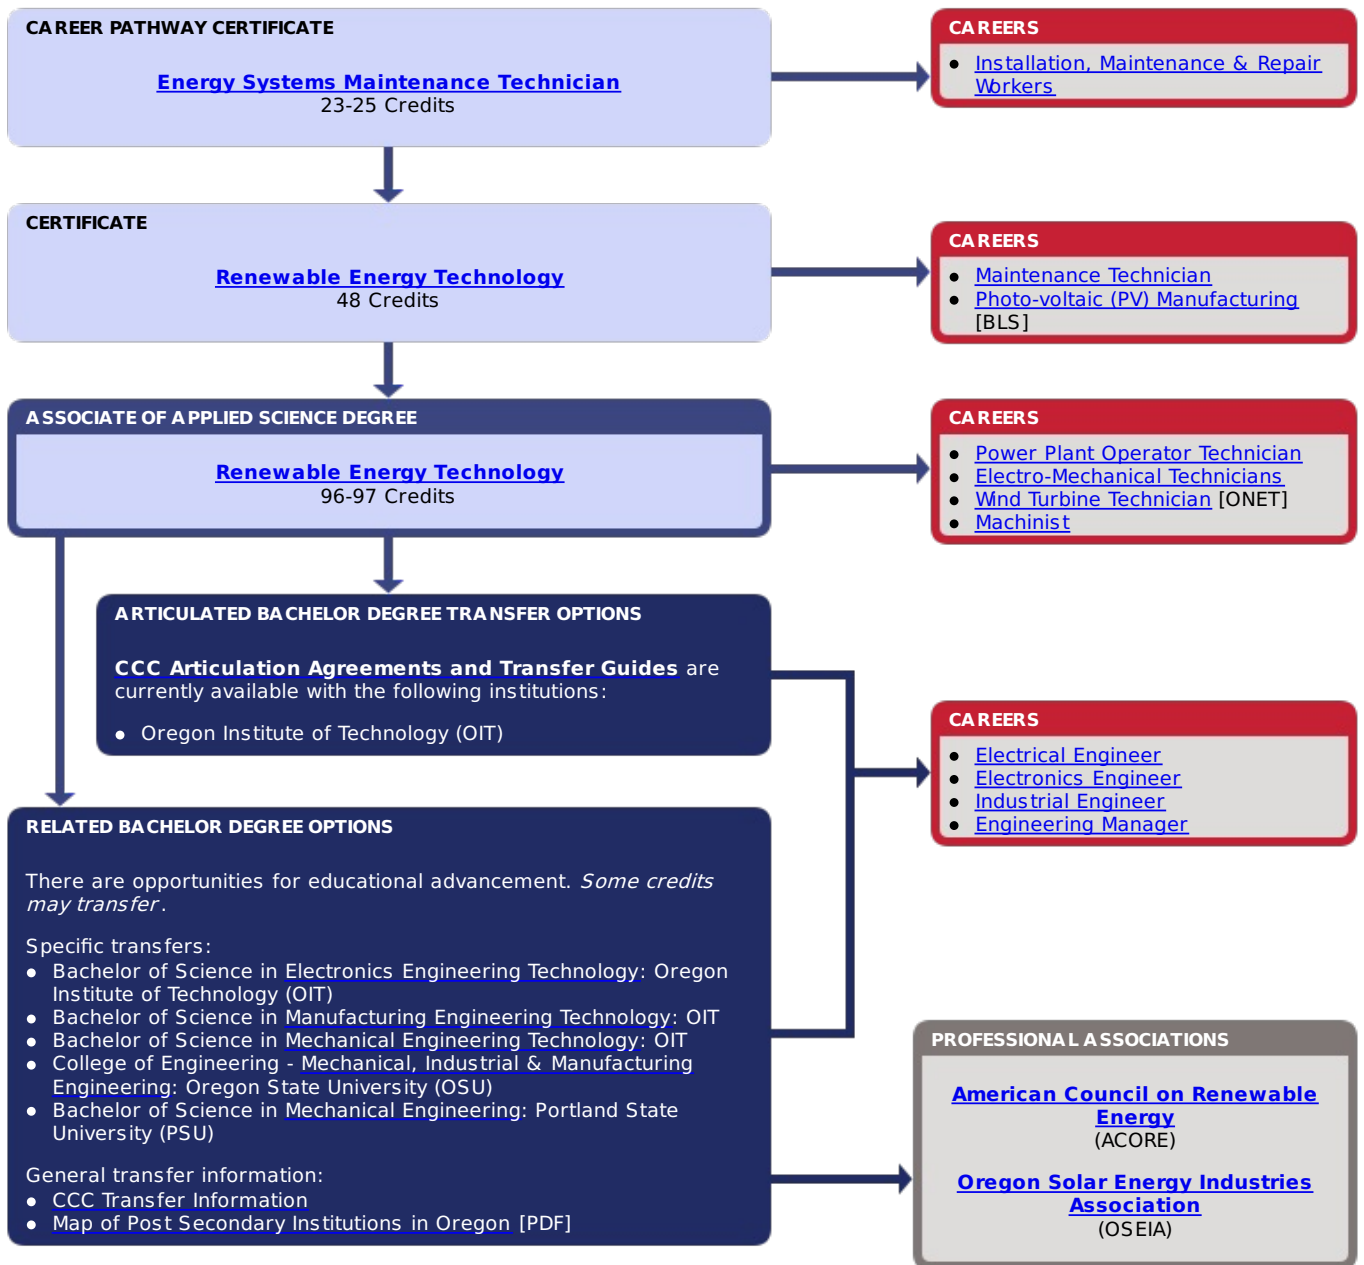 CAREER PATHWAY CERTIFICATE
Energy Systems Maintenance Technician
23-25 Credits
CAREERS
● Installation, Maintenance & Repair
Workers
CERTIFICATE
Renewable Energy Technology
48 Credits
CAREERS
● Maintenance Technician
● Photo-voltaic (PV) Manufacturing
[BLS]
ASSOCIATE OF APPLIED SCIENCE DEGREE
Renewable Energy Technology
96-97 Credits
CAREERS
● Power Plant Operator Technician
● Electro-Mechanical Technicians
● Wind Turbine Technician [ONET]
● Machinist
ARTICULATED BACHELOR DEGREE TRANSFER OPTIONS
CCC Articulation Agreements and Transfer Guides are
currently available with the following institutions:
● Oregon Institute of Technology (OIT)
CAREERS
● Electrical Engineer
● Electronics Engineer
● Industrial Engineer
● Engineering Manager
RELATED BACHELOR DEGREE OPTIONS
There are opportunities for educational advancement. Some credits
may transfer.
Specific transfers:
● Bachelor of Science in Electronics Engineering Technology: Oregon
Institute of Technology (OIT)
● Bachelor of Science in Manufacturing Engineering Technology: OIT
● Bachelor of Science in Mechanical Engineering Technology: OIT
● College of Engineering - Mechanical, Industrial & Manufacturing
Engineering: Oregon State University (OSU)
● Bachelor of Science in Mechanical Engineering: Portland State
University (PSU)
General transfer information:
● CCC Transfer Information
● Map of Post Secondary Institutions in Oregon [PDF]
PROFESSIONAL ASSOCIATIONS
American Council on Renewable
Energy
(ACORE)
Oregon Solar Energy Industries
Association
(OSEIA)